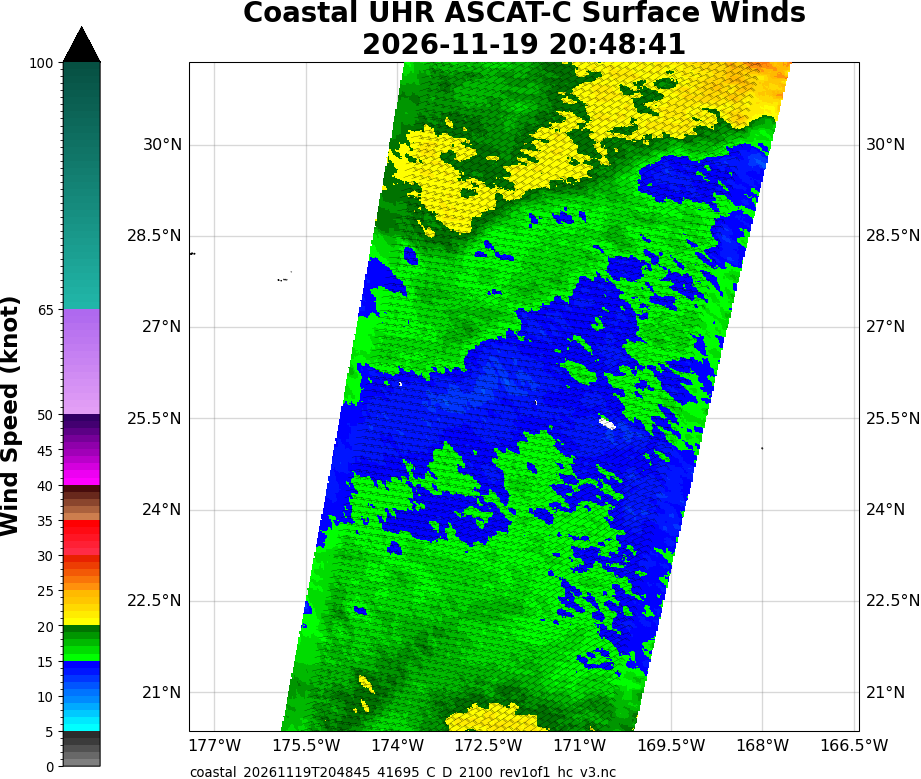 Coastal UHR ASCAT-C Surface Winds
2026-11-19 20:48:41
Wind Speed (knot)
100
65
50
45
40
35
30
25
20
15
10
5
0
30°N
28.5°N
27°N
25.5°N
24°N
22.5°N
21°N
30°N
28.5°N
27°N
25.5°N
24°N
22.5°N
21°N
177°W 175.5°W 174°W 172.5°W 171°W 169.5°W 168°W 166.5°W
coastal_20261119T204845_41695_C_D_2100_rev1of1_hc_v3.nc